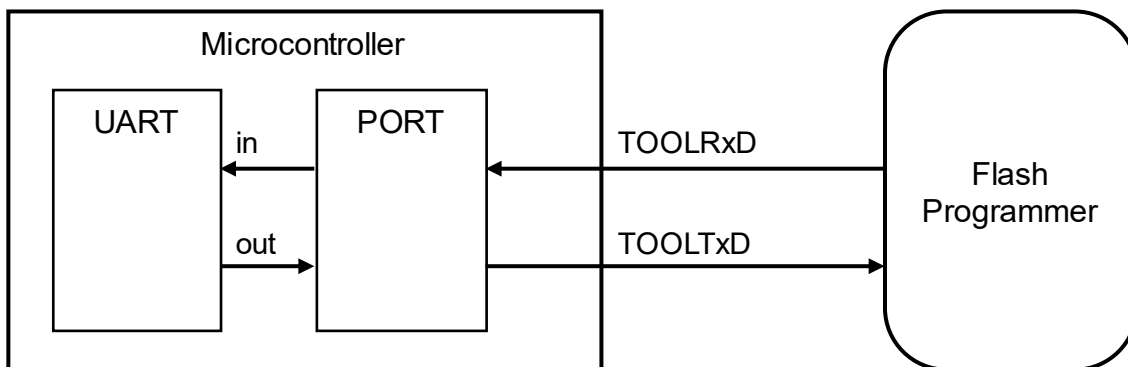 Microcontroller
UART
PORT
in
TOOLRxD
Flash
Programmer
out
TOOLTxD